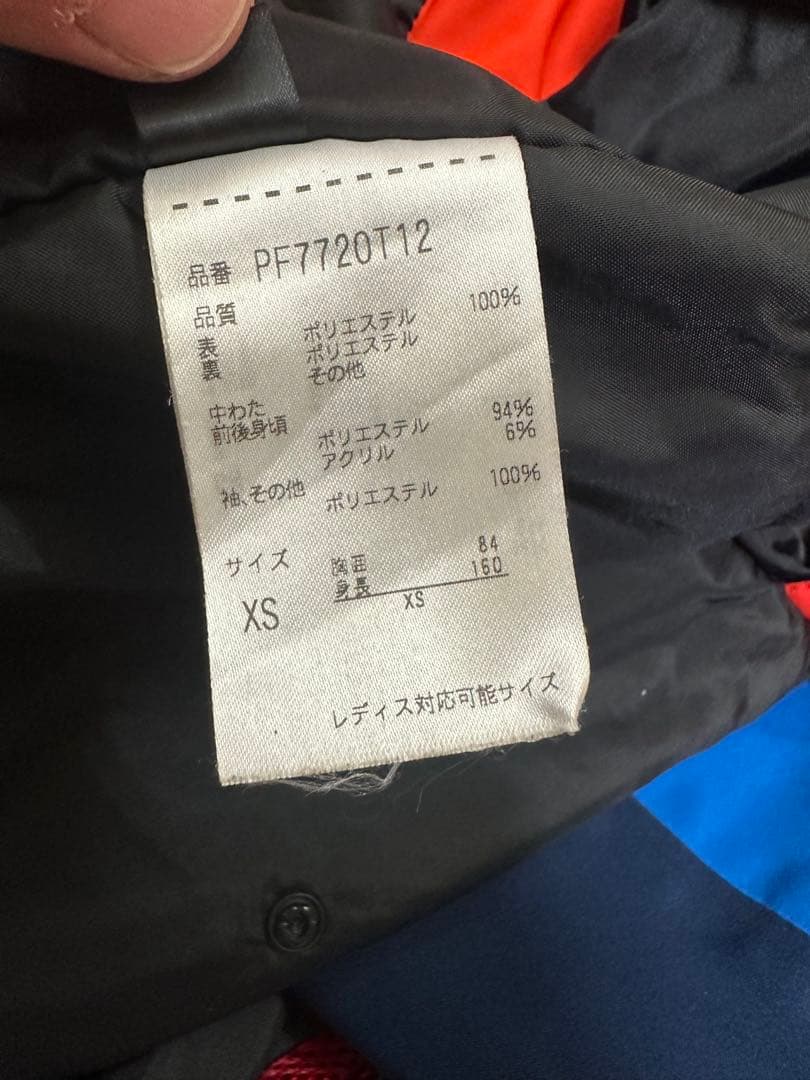 品番 PF7720T12
品質
表 ポリエステル 100%
裏 ポリエステル
その他
中わた
前後身頃 ポリエステル 94%
アクリル 6%
袖、その他 ポリエステル 100%
サイズ 胸囲 84
身長 160
XS XS
レディス対応可能サイズ